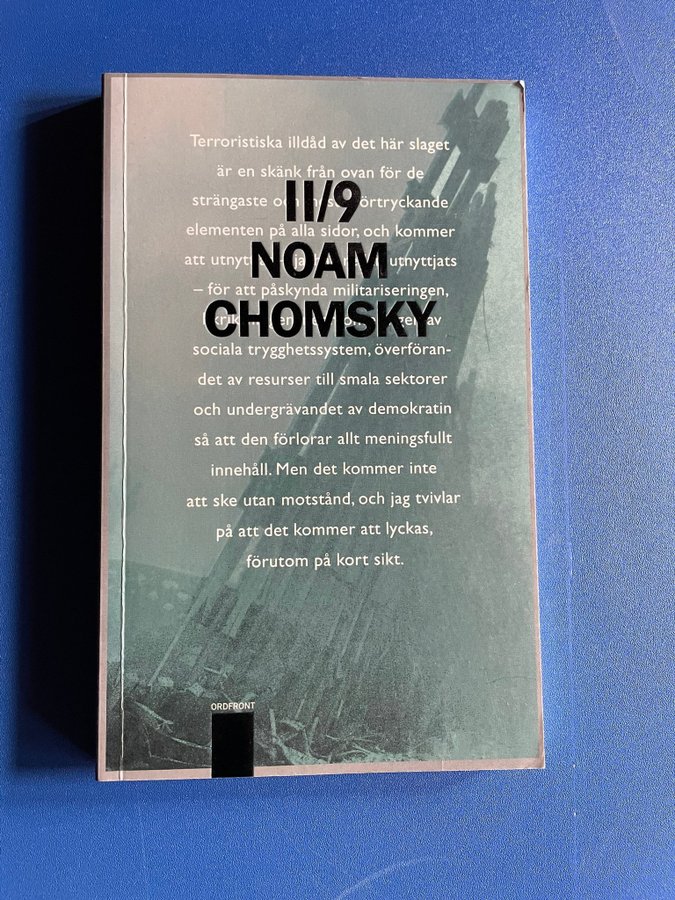 Terroristiska illdåd av det här slaget
är en skänk från ovan för de
strängaste förtryckande
11/9
elementen på alla sidor, och kommer
att utnyttjats
NOAM
– för att påskynda militariseringen,
av
CHOMSKY
sociala trygghetssystem, överföran-
det av resurser till smala sektorer
och undergrävandet av demokratin
så att den förlorar allt meningsfullt
innehåll. Men det kommer inte
att ske utan motstånd, och jag tvivlar
på att det kommer att lyckas,
förutom på kort sikt.
ORDFRONT